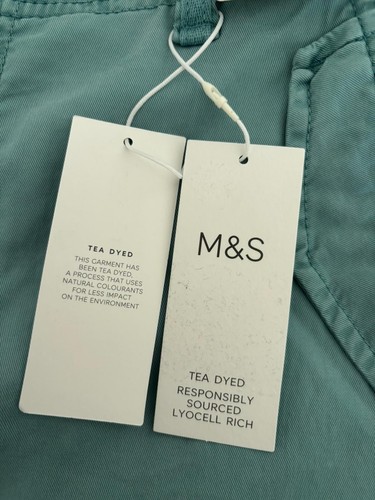 TEA DYED
THIS GARMENT HAS
BEEN TEA DYED,
A PROCESS THAT USES
NATURAL COLOURANTS
FOR LESS IMPACT
ON THE ENVIRONMENT
M&S
TEA DYED
RESPONSIBLY
SOURCED
LYOCELL RICH